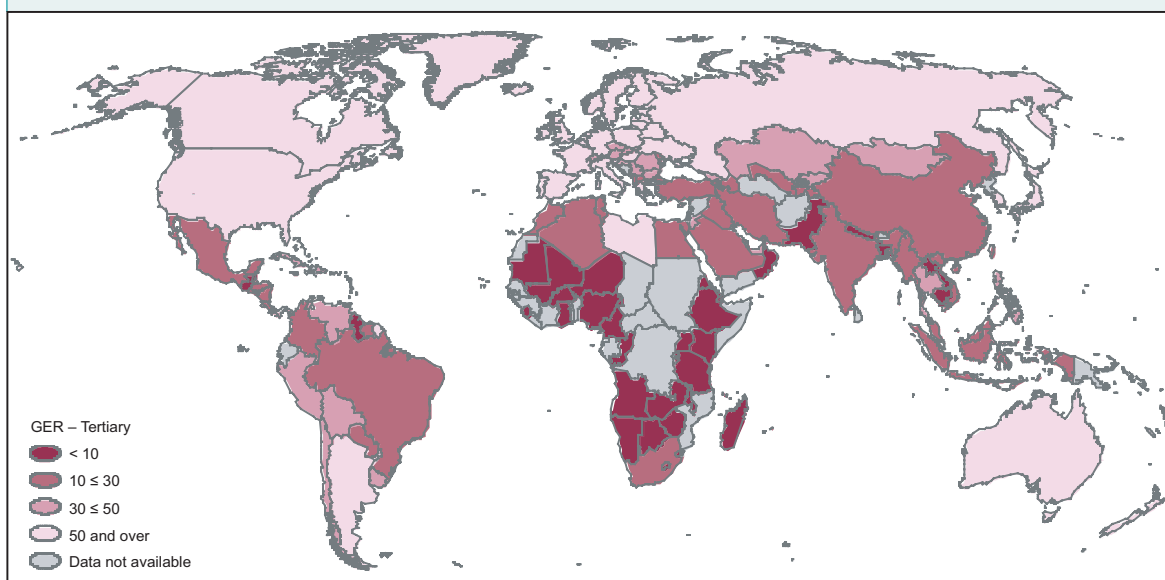 GER – Tertiary
< 10
10 ≤ 30
30 ≤ 50
50 and over
Data not available